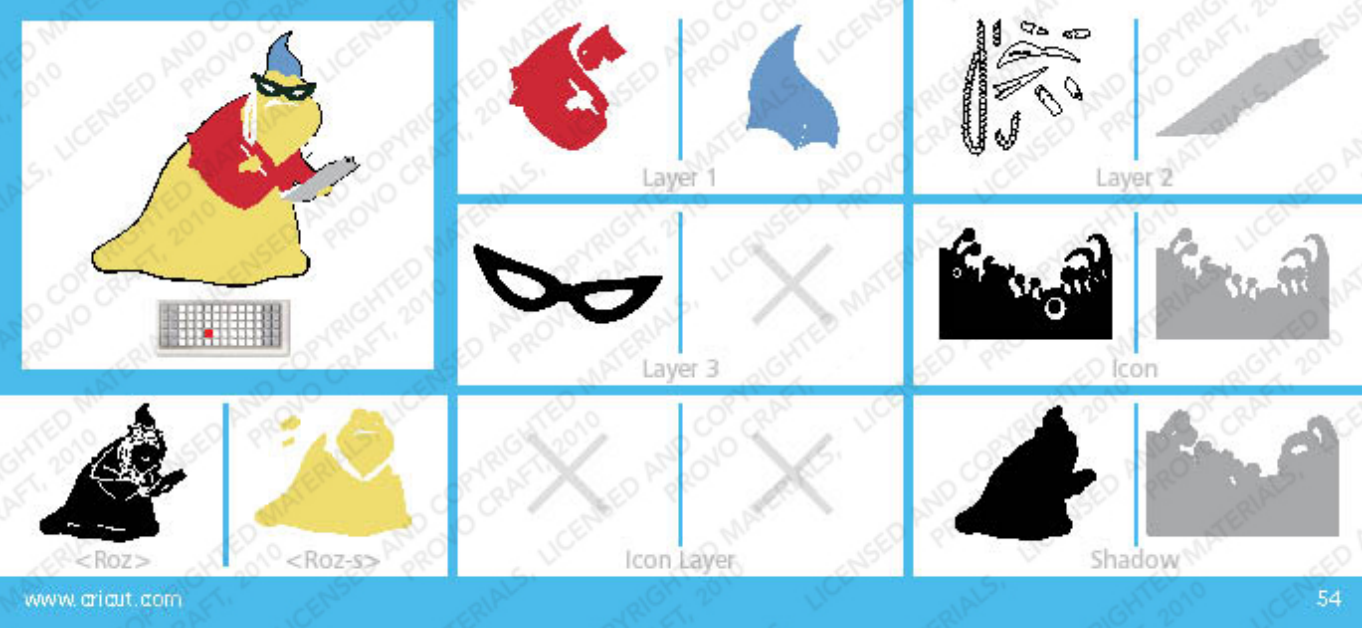 Layer 1
Layer 2
Layer 3
Icon
<Roz>
<Roz-s>
Icon Layer
Shadow
www.cricut.com
54
LICENSED AND COPYRIGHTED MATERIALS, PROVO CRAFT, 2010